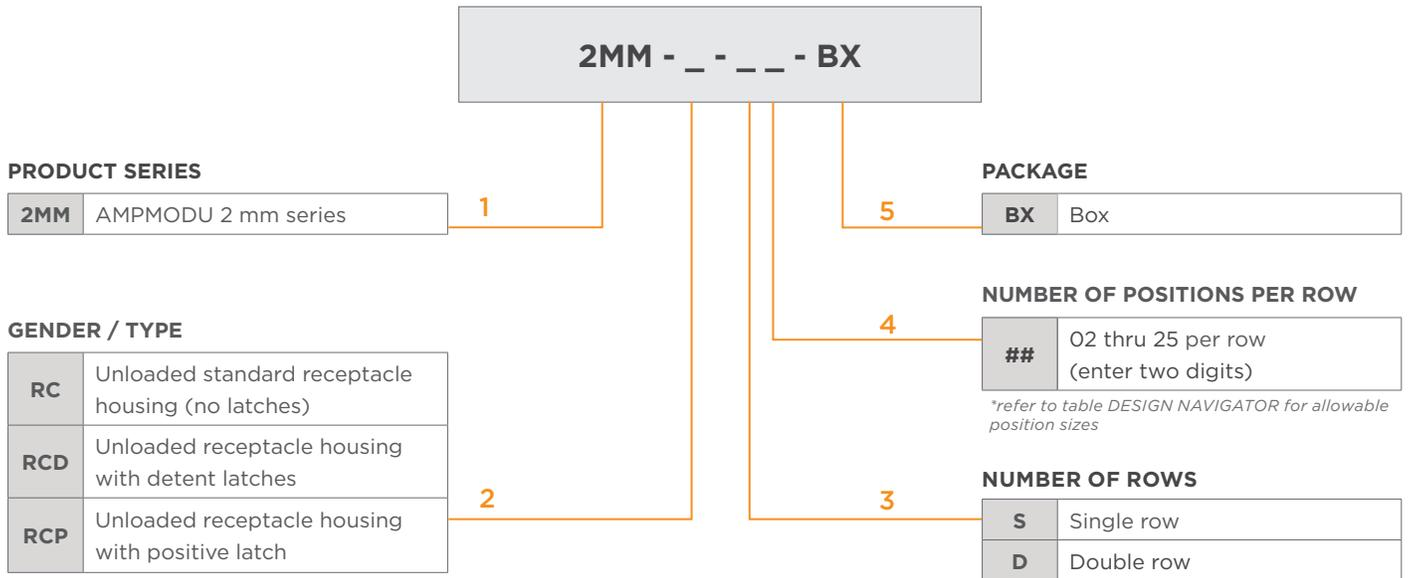 2MM - _ - _ _ - BX
PRODUCT SERIES
2MM AMPMODU 2 mm series
1
GENDER / TYPE
RC Unloaded standard receptacle
housing (no latches)
RCD Unloaded receptacle housing
with detent latches
RCP Unloaded receptacle housing
with positive latch
2
PACKAGE
5
BX Box
NUMBER OF POSITIONS PER ROW
4
## 02 thru 25 per row
(enter two digits)
*refer to table DESIGN NAVIGATOR for allowable
position sizes
NUMBER OF ROWS
3
S Single row
D Double row